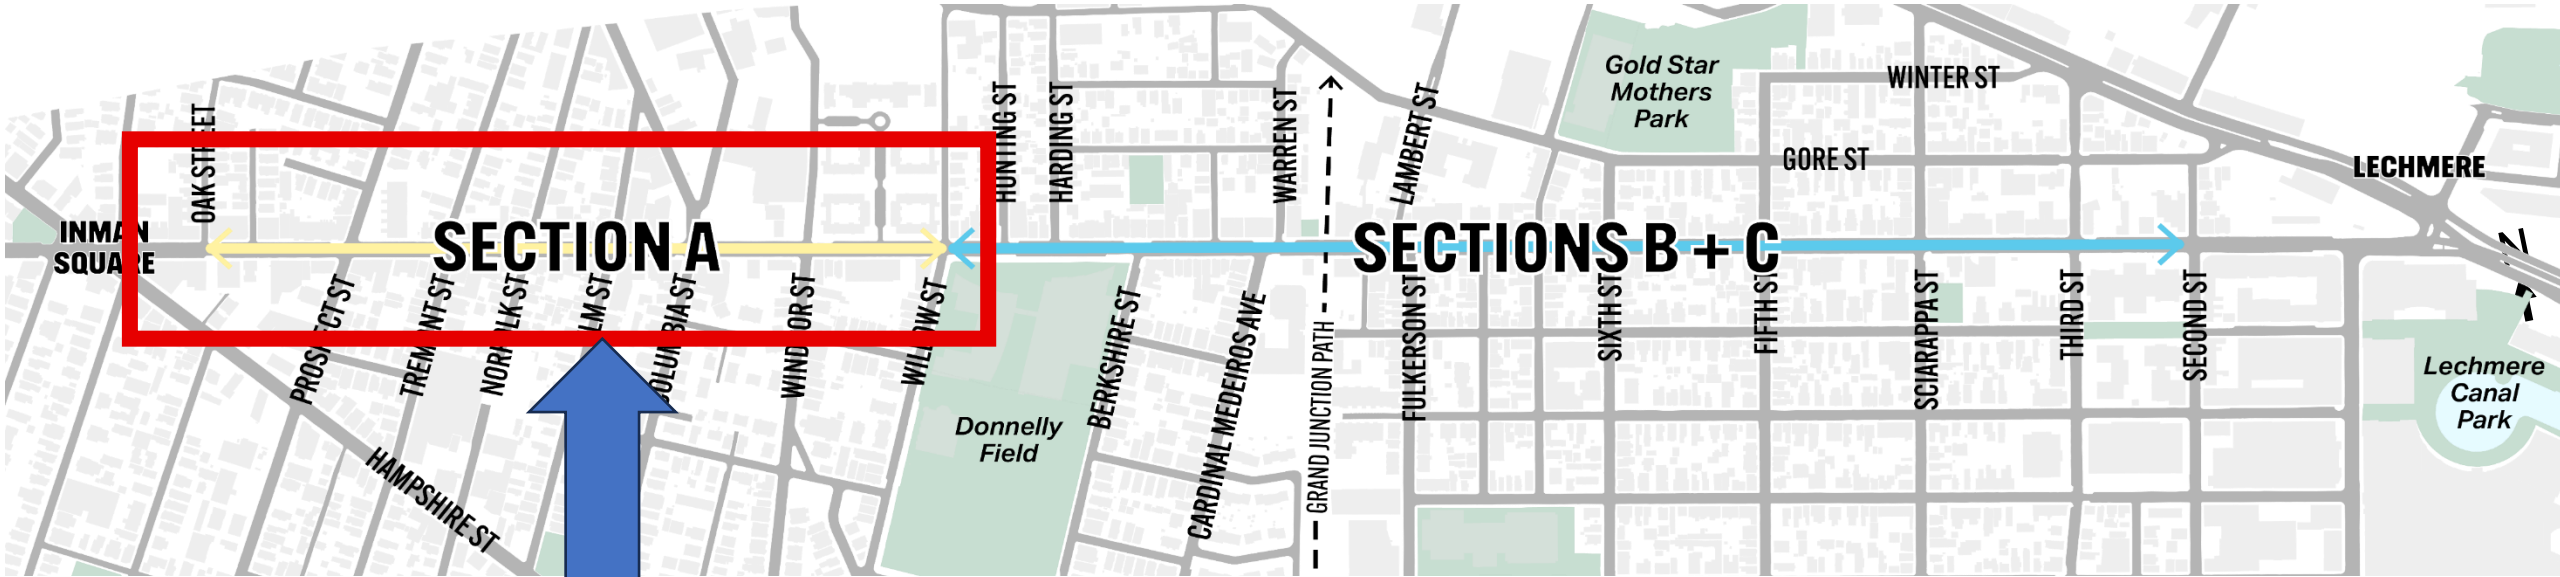 OAK STREET
HUNTING ST
HARDING ST
WARREN ST
LAMBERT ST
Gold Star
Mothers
Park
WINTER ST
GORE ST
LECHMERE
INMAN
SQUARE
SECTION A
SECTIONS B + C
PROSPECT ST
TREMONT ST
NORFOLK ST
LM ST
COLUMBIA ST
WINDSOR ST
WILLOW ST
Donnelly
Field
BERKSHIRE ST
CARDINAL MEDEIROS AVE
GRAND JUNCTION PATH
FULKERSON ST
SIXTH ST
FIFTH ST
SCIARAPPA ST
THIRD ST
SECOND ST
Lechmere
Canal
Park
HAMPSHIRE ST
N